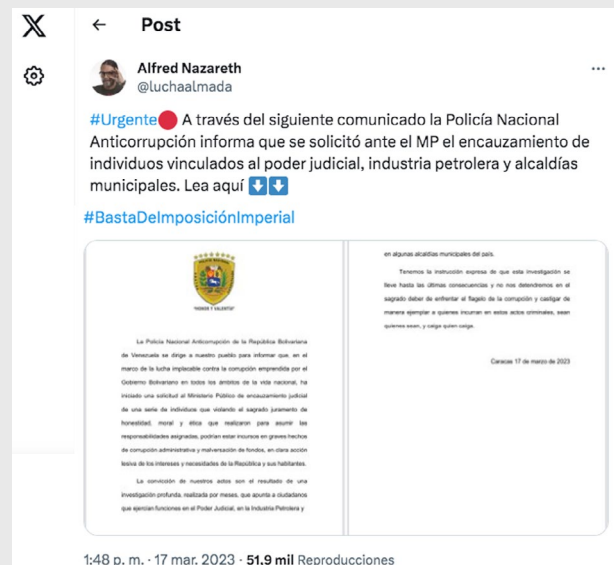 Post
Alfred Nazareth
@luchaalmada
#Urgente🔴 A través del siguiente comunicado la Policía Nacional
Anticorrupción informa que se solicitó ante el MP el encauzamiento de
individuos vinculados al poder judicial, industria petrolera y alcaldías
municipales. Lea aquí ⬇️⬇️
#BastaDeImposiciónImperial
"HONOR Y VALENTIA"
La Policía Nacional Anticorrupción de la República Bolivariana
de Venezuela se dirige a nuestro pueblo para informar que, en el
marco de la lucha implacable contra la corrupción emprendida por el
Gobierno Bolivariano en todos los ámbitos de la vida nacional, ha
iniciado una solicitud al Ministerio Público de encauzamiento judicial
de una serie de individuos que violando el sagrado juramento de
honestidad, moral y ética que realizaron para asumir las
responsabilidades asignadas, podrían estar incursos en graves hechos
de corrupción administrativa y malversación de fondos, en clara acción
lesiva de los intereses y necesidades de la República y sus habitantes.
La convicción de nuestros actos son el resultado de una
investigación profunda, realizada por meses, que apunta a ciudadanos
que ejercían funciones en el Poder Judicial, en la Industria Petrolera y
en algunas alcaldías municipales del país.
Tenemos la instrucción expresa de que esta investigación se
lleve hasta las últimas consecuencias y no nos detendremos en el
sagrado deber de enfrentar el flagelo de la corrupción y castigar de
manera ejemplar a quienes incurran en estos actos criminales, sean
quienes sean, y caiga quien caiga.
Caracas 17 de marzo de 2023
1:48 p. m. · 17 mar. 2023 · 51,9 mil Reproducciones